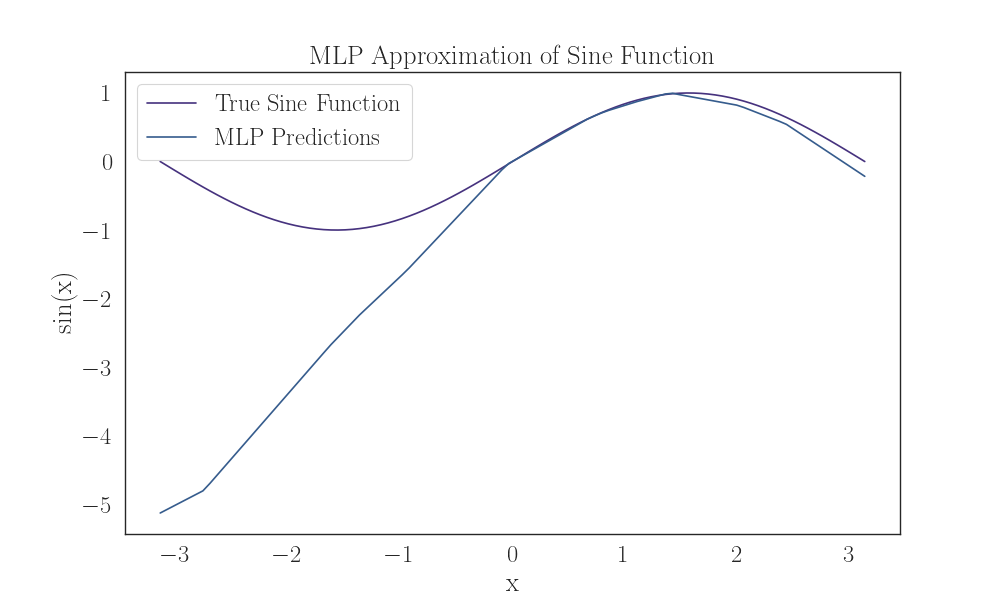 MLP Approximation of Sine Function
True Sine Function
MLP Predictions
1
0
−1
−2
−3
−4
−5
sin(x)
−3 −2 −1 0 1 2 3
x